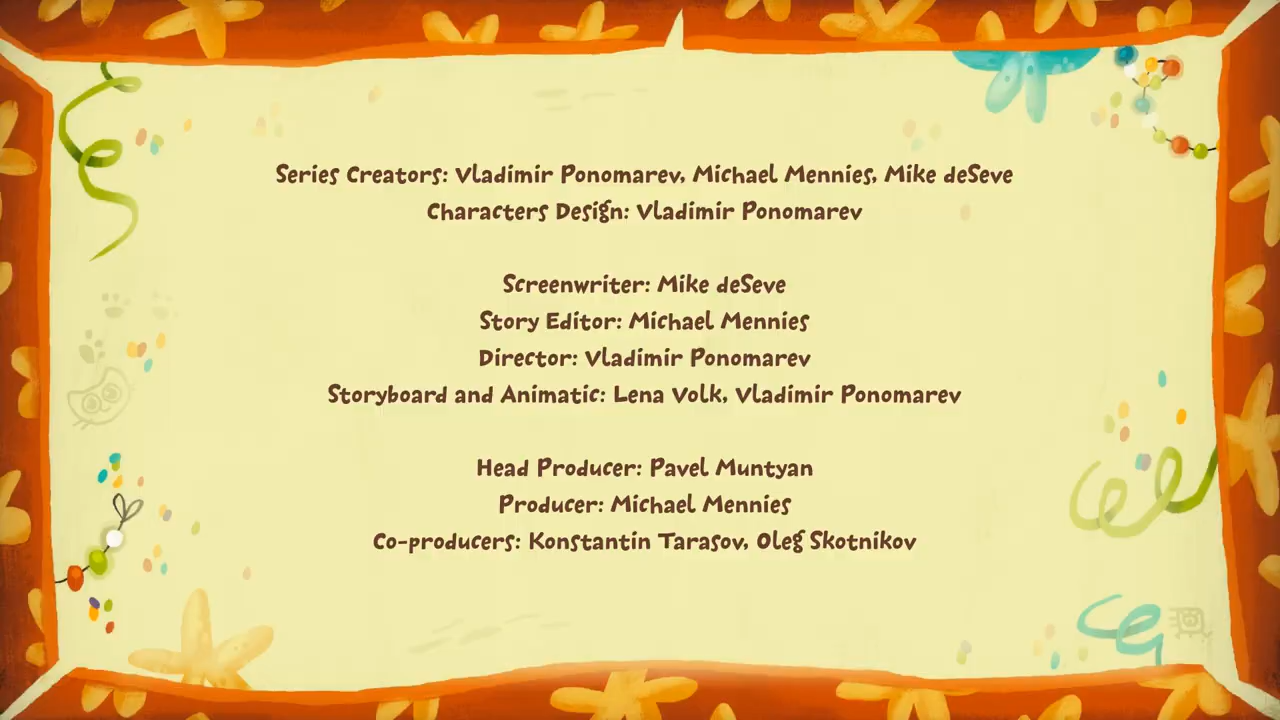 Series Creators: Vladimir Ponomarev, Michael Mennies, Mike deSeve
Characters Design: Vladimir Ponomarev
Screenwriter: Mike deSeve
Story Editor: Michael Mennies
Director: Vladimir Ponomarev
Storyboard and Animatic: Lena Volk, Vladimir Ponomarev
Head Producer: Pavel Muntyan
Producer: Michael Mennies
Co-producers: Konstantin Tarasov, Oleg Skotnikov